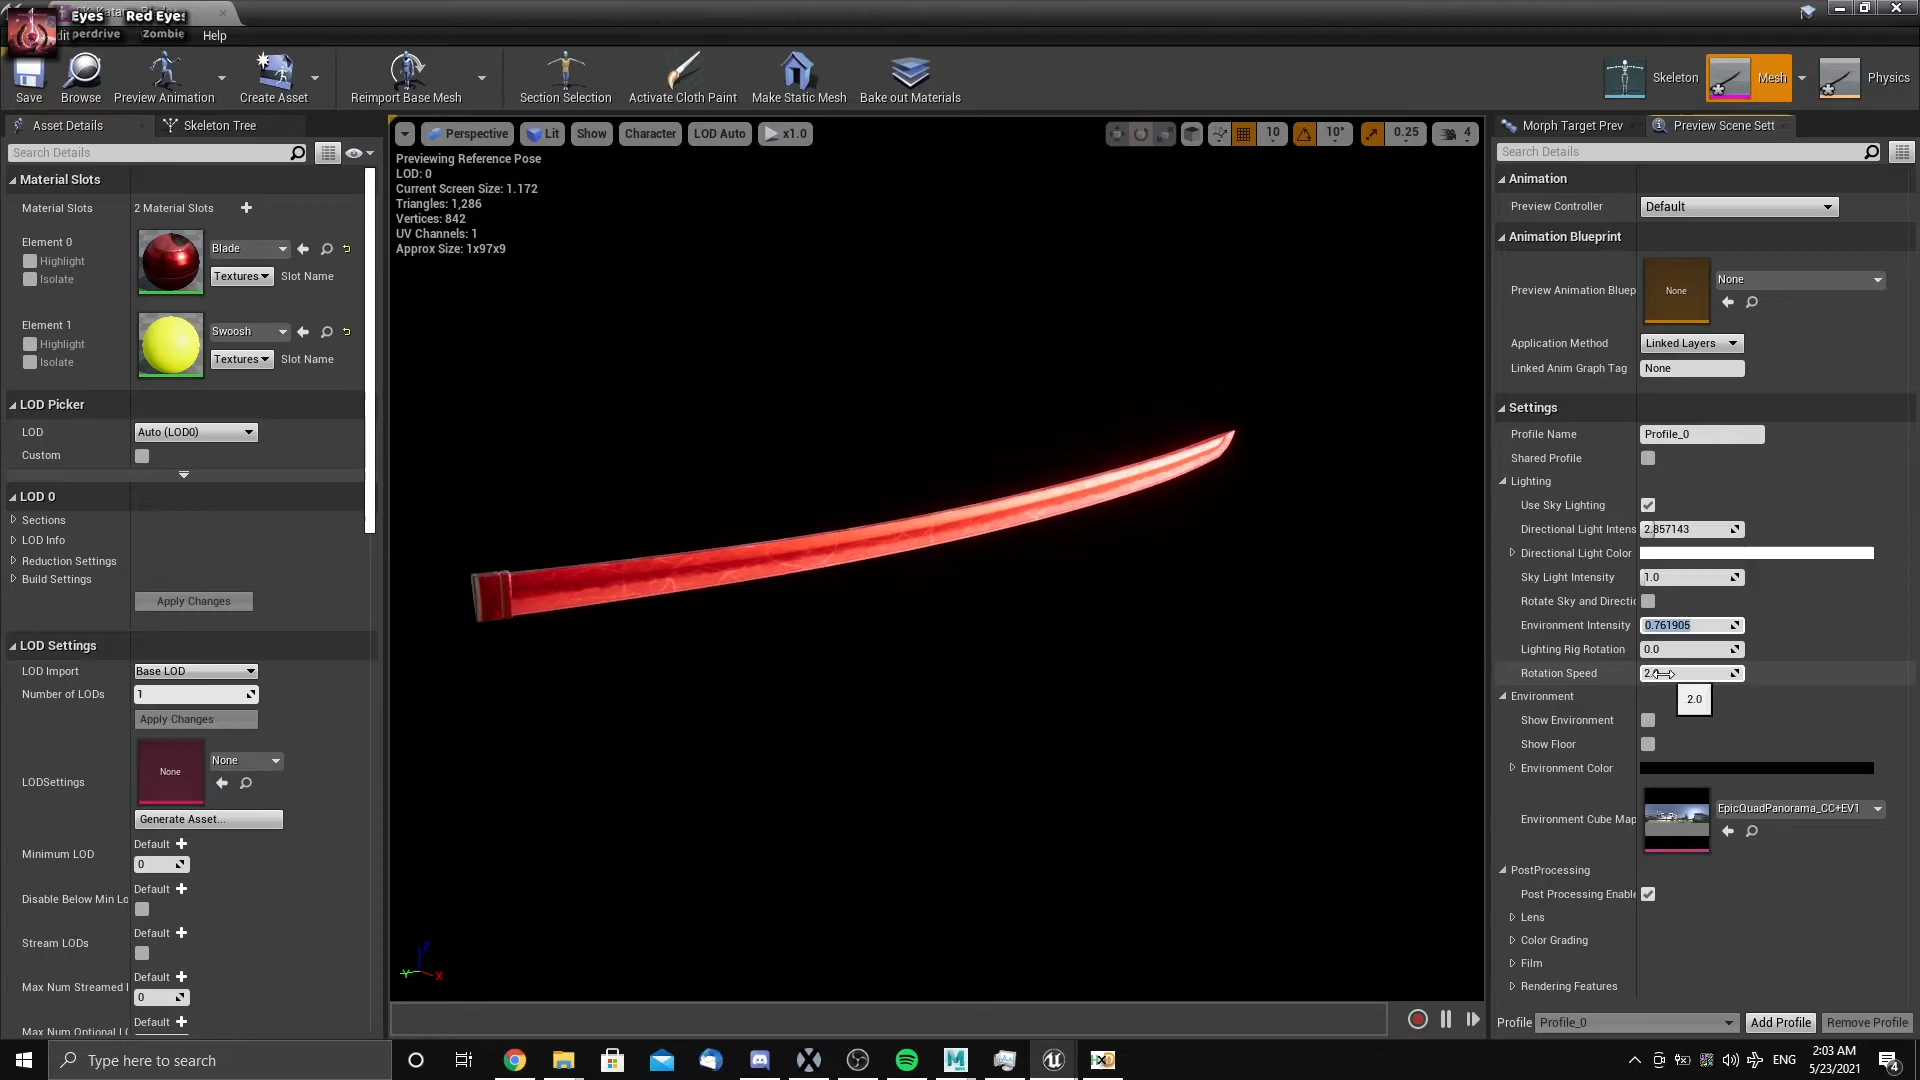 Eyes Red Eyes
perdrive Zombie
Help
Save
Browse
Preview Animation
Create Asset
Reimport Base Mesh
Section Selection
Activate Cloth Paint
Make Static Mesh
Bake out Materials
Skeleton
Mesh
Physics
Asset Details
Skeleton Tree
Search Details
Material Slots
Material Slots 2 Material Slots
Element 0
Highlight
Isolate
Blade
Textures Slot Name
Element 1
Highlight
Isolate
Swoosh
Textures Slot Name
LOD Picker
LOD Auto (LOD0)
Custom
LOD 0
Sections
LOD Info
Reduction Settings
Build Settings
Apply Changes
LOD Settings
LOD Import Base LOD
Number of LODs 1
Apply Changes
LODSettings
None
None
Generate Asset...
Minimum LOD
Default
0
Disable Below Min Lo
Default
Stream LODs
Default
Max Num Streamed
Default
0
Max Num Optional LO
Default
Perspective
Lit
Show
Character
LOD Auto
x1.0
10
10°
0.25
4
Previewing Reference Pose
LOD: 0
Current Screen Size: 1.172
Triangles: 1,286
Vertices: 842
UV Channels: 1
Approx Size: 1x97x9
Z
Y
X
Morph Target Prev
Preview Scene Sett
Search Details
Animation
Preview Controller Default
Animation Blueprint
Preview Animation Bluep
None
None
Application Method Linked Layers
Linked Anim Graph Tag None
Settings
Profile Name Profile_0
Shared Profile
Lighting
Use Sky Lighting
Directional Light Intens 2.857143
Directional Light Color
Sky Light Intensity 1.0
Rotate Sky and Directic
Environment Intensity 0.761905
Lighting Rig Rotation 0.0
Rotation Speed 2.0
2.0
Environment
Show Environment
Show Floor
Environment Color
Environment Cube Map
EpicQuadPanorama_CC+EV1
PostProcessing
Post Processing Enable
Lens
Color Grading
Film
Rendering Features
Profile Profile_0 Add Profile Remove Profile
Type here to search
ENG
2:03 AM
5/23/2021
4